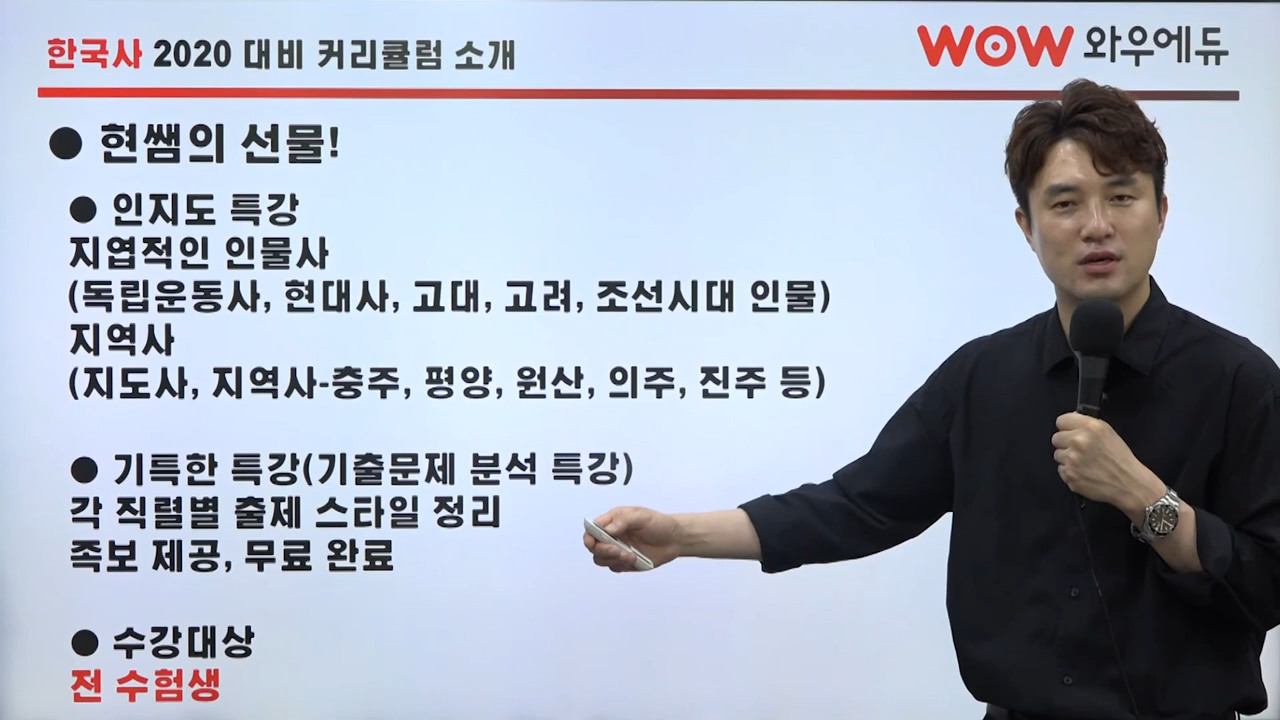 한국사 2020 대비 커리큘럼 소개
WOW 와우에듀
● 현쌤의 선물!
● 인지도 특강
지엽적인 인물사
(독립운동사, 현대사, 고대, 고려, 조선시대 인물)
지역사
(지도사, 지역사-충주, 평양, 원산, 의주, 진주 등)
● 기특한 특강(기출문제 분석 특강)
각 직렬별 출제 스타일 정리
족보 제공, 무료 완료
● 수강대상
전 수험생